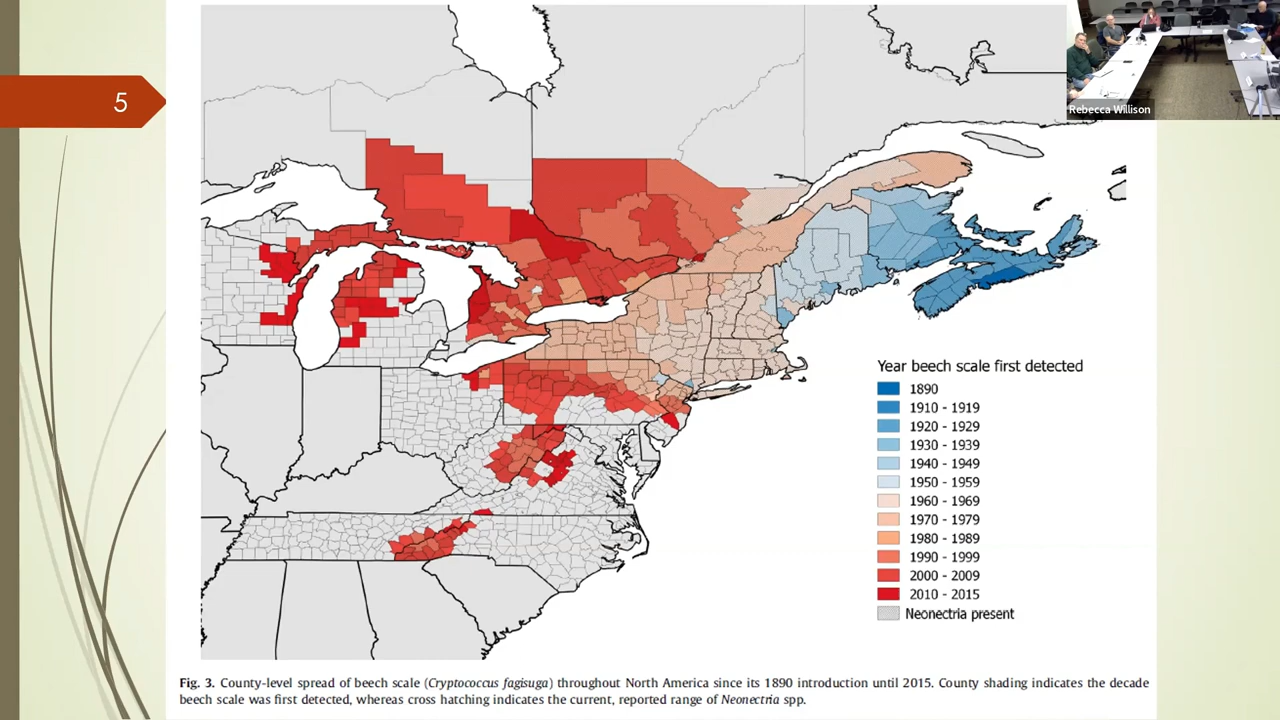 5
Rebecca Willison
Year beech scale first detected
1890
1910 - 1919
1920 - 1929
1930 - 1939
1940 - 1949
1950 - 1959
1960 - 1969
1970 - 1979
1980 - 1989
1990 - 1999
2000 - 2009
2010 - 2015
Neonectria present
Fig. 3. County-level spread of beech scale (Cryptococcus fagisuga) throughout North America since its 1890 introduction until 2015. County shading indicates the decade
beech scale was first detected, whereas cross hatching indicates the current, reported range of Neonectria spp.